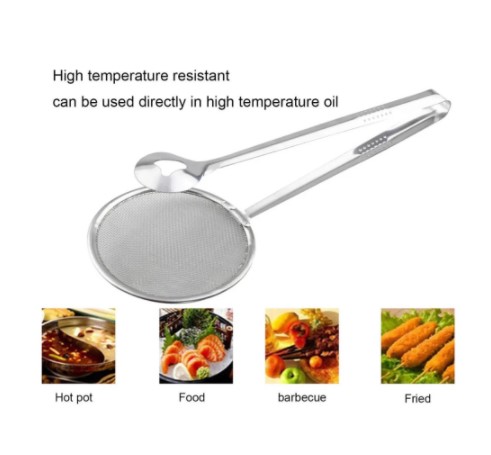 High temperature resistant
can be used directly in high temperature oil
Hot pot
Food
barbecue
Fried